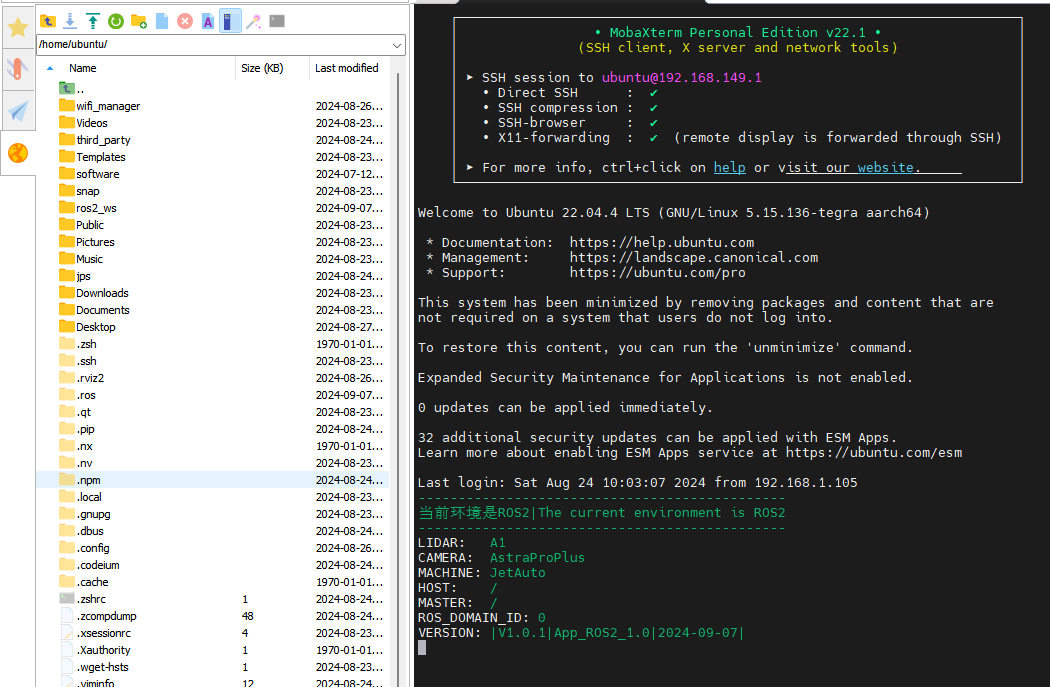 /home/ubuntu/
Name Size (KB) Last modified
..
wifi_manager 2024-08-26...
Videos 2024-08-23...
third_party 2024-08-24...
Templates 2024-08-23...
software 2024-07-12...
snap 2024-08-23...
ros2_ws 2024-09-07...
Public 2024-08-23...
Pictures 2024-08-23...
Music 2024-08-23...
jps 2024-08-24...
Downloads 2024-08-23...
Documents 2024-08-23...
Desktop 2024-08-27...
.zsh 1970-01-01...
.ssh 2024-08-23...
.rviz2 2024-08-26...
.ros 2024-09-07...
.qt 2024-08-23...
.pip 2024-08-24...
.nx 1970-01-01...
.nv 2024-08-23...
.npm 2024-08-24...
.local 2024-08-23...
.gnupg 2024-08-23...
.dbus 2024-08-24...
.config 2024-08-26...
.codeium 2024-08-24...
.cache 1970-01-01...
.zshrc 1 2024-08-24...
.zcompdump 48 2024-08-24...
.xsessionrc 4 2024-08-23...
.Xauthority 1 1970-01-01...
.wget-hsts 1 2024-08-23...
.viminfo 12 2024-08-24...
• MobaXterm Personal Edition v22.1 •
(SSH client, X server and network tools)
➤ SSH session to ubuntu@192.168.149.1
• Direct SSH : ✔
• SSH compression : ✔
• SSH-browser : ✔
• X11-forwarding : ✔ (remote display is forwarded through SSH)
➤ For more info, ctrl+click on help or visit our website.
Welcome to Ubuntu 22.04.4 LTS (GNU/Linux 5.15.136-tegra aarch64)
* Documentation: https://help.ubuntu.com
* Management: https://landscape.canonical.com
* Support: https://ubuntu.com/pro
This system has been minimized by removing packages and content that are
not required on a system that users do not log into.
To restore this content, you can run the 'unminimize' command.
Expanded Security Maintenance for Applications is not enabled.
0 updates can be applied immediately.
32 additional security updates can be applied with ESM Apps.
Learn more about enabling ESM Apps service at https://ubuntu.com/esm
Last login: Sat Aug 24 10:03:07 2024 from 192.168.1.105
----------------------------------------------
当前环境是ROS2|The current environment is ROS2
----------------------------------------------
LIDAR: A1
CAMERA: AstraProPlus
MACHINE: JetAuto
HOST: /
MASTER: /
ROS_DOMAIN_ID: 0
VERSION: |V1.0.1|App_ROS2_1.0|2024-09-07|